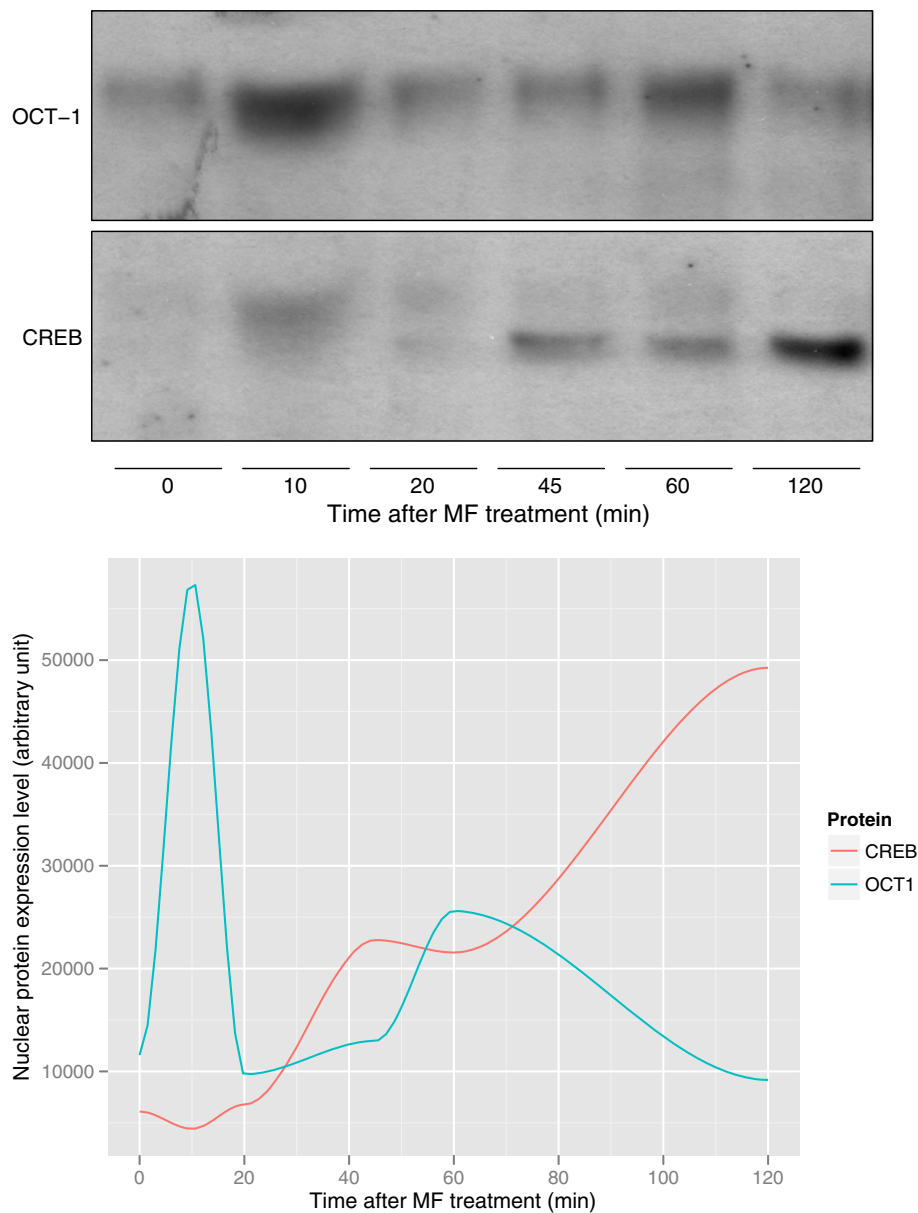 OCT−1
CREB
0 10 20 45 60 120
Time after MF treatment (min)
Nuclear protein expression level (arbitrary unit)
50000
40000
30000
20000
10000
0 20 40 60 80 100 120
Time after MF treatment (min)
Protein
CREB
OCT1